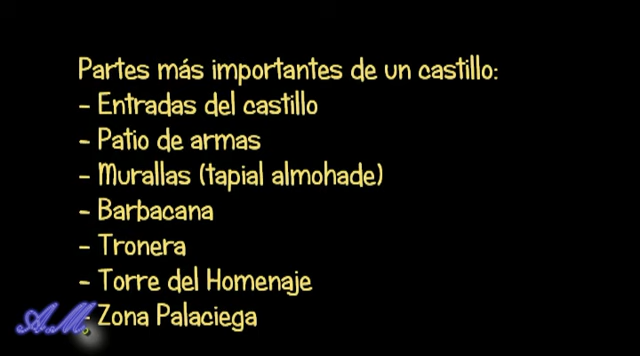 Partes más importantes de un castillo:
- Entradas del castillo
- Patio de armas
- Murallas (tapial almohade)
- Barbacana
- Tronera
- Torre del Homenaje
- Zona Palaciega
A.M.